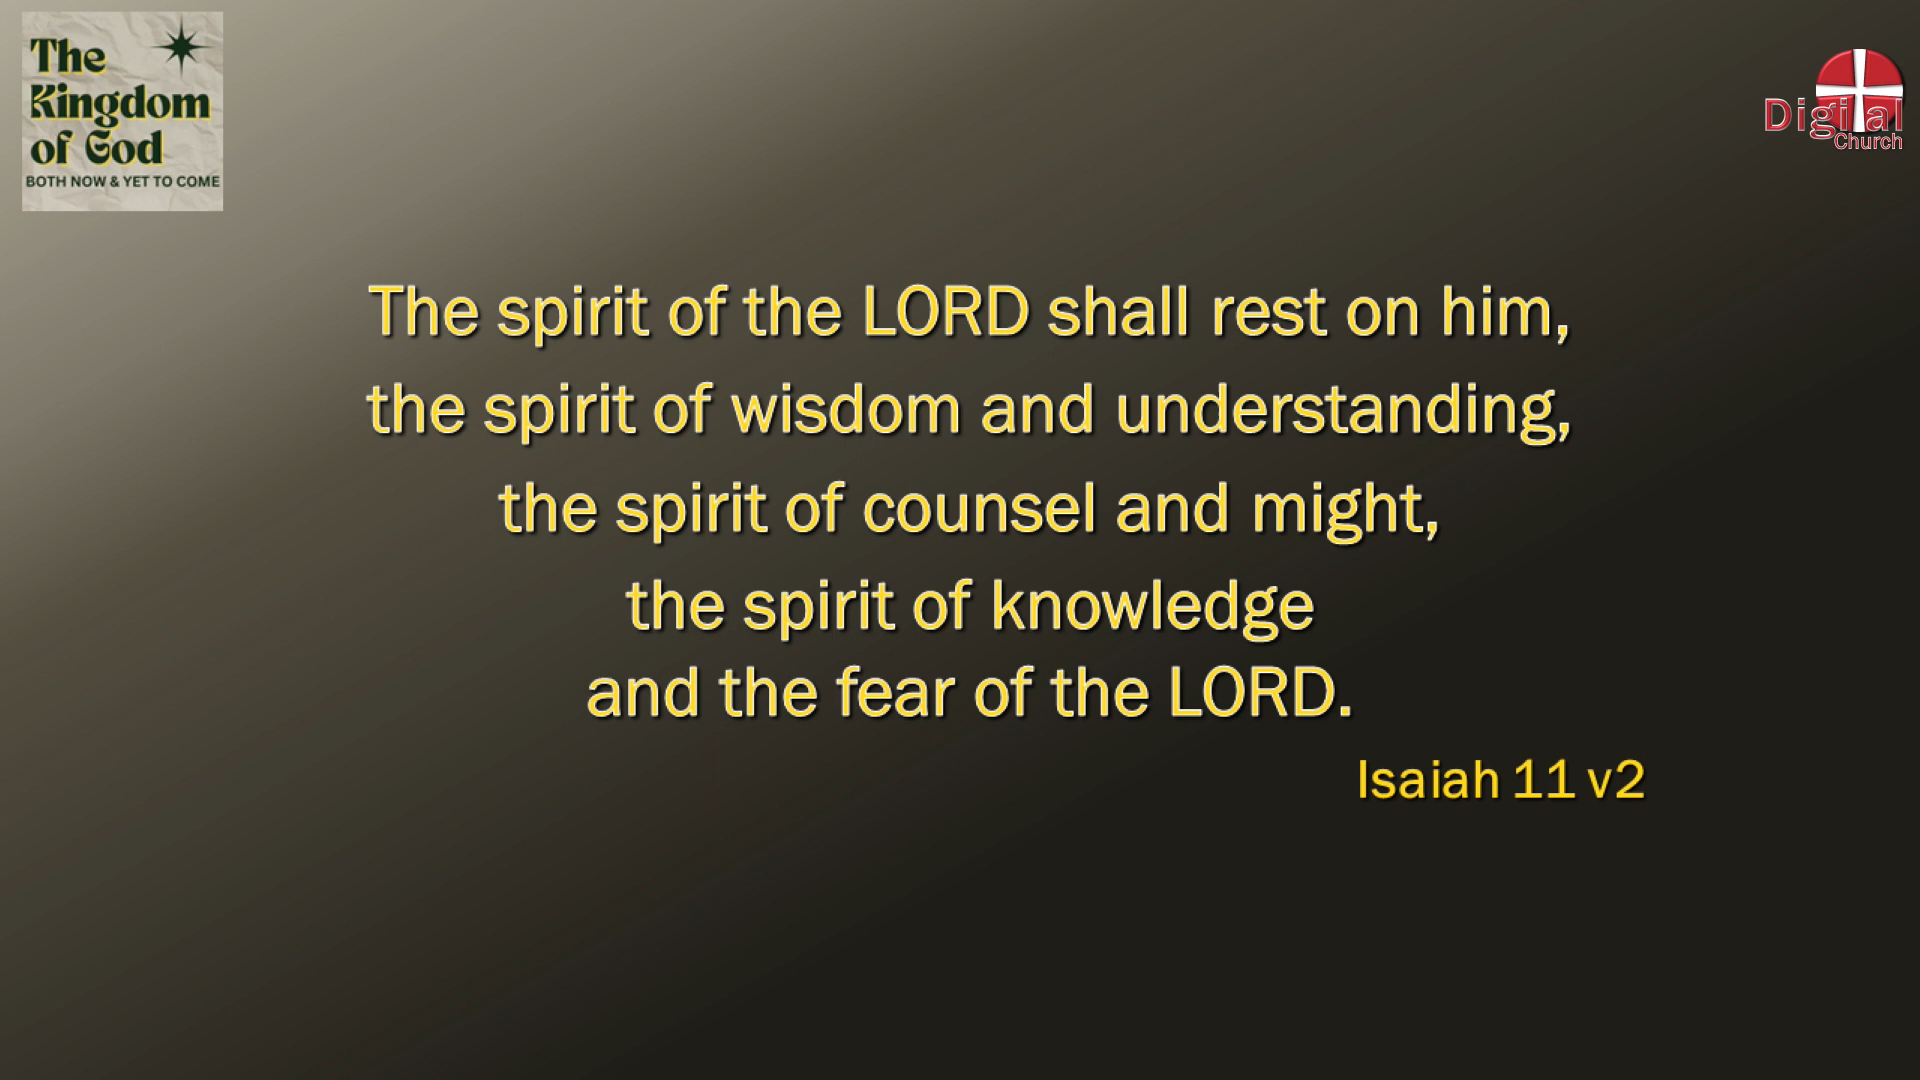 The
Kingdom
of God
BOTH NOW & YET TO COME
Digital
Church
The spirit of the LORD shall rest on him,
the spirit of wisdom and understanding,
the spirit of counsel and might,
the spirit of knowledge
and the fear of the LORD.
Isaiah 11 v2